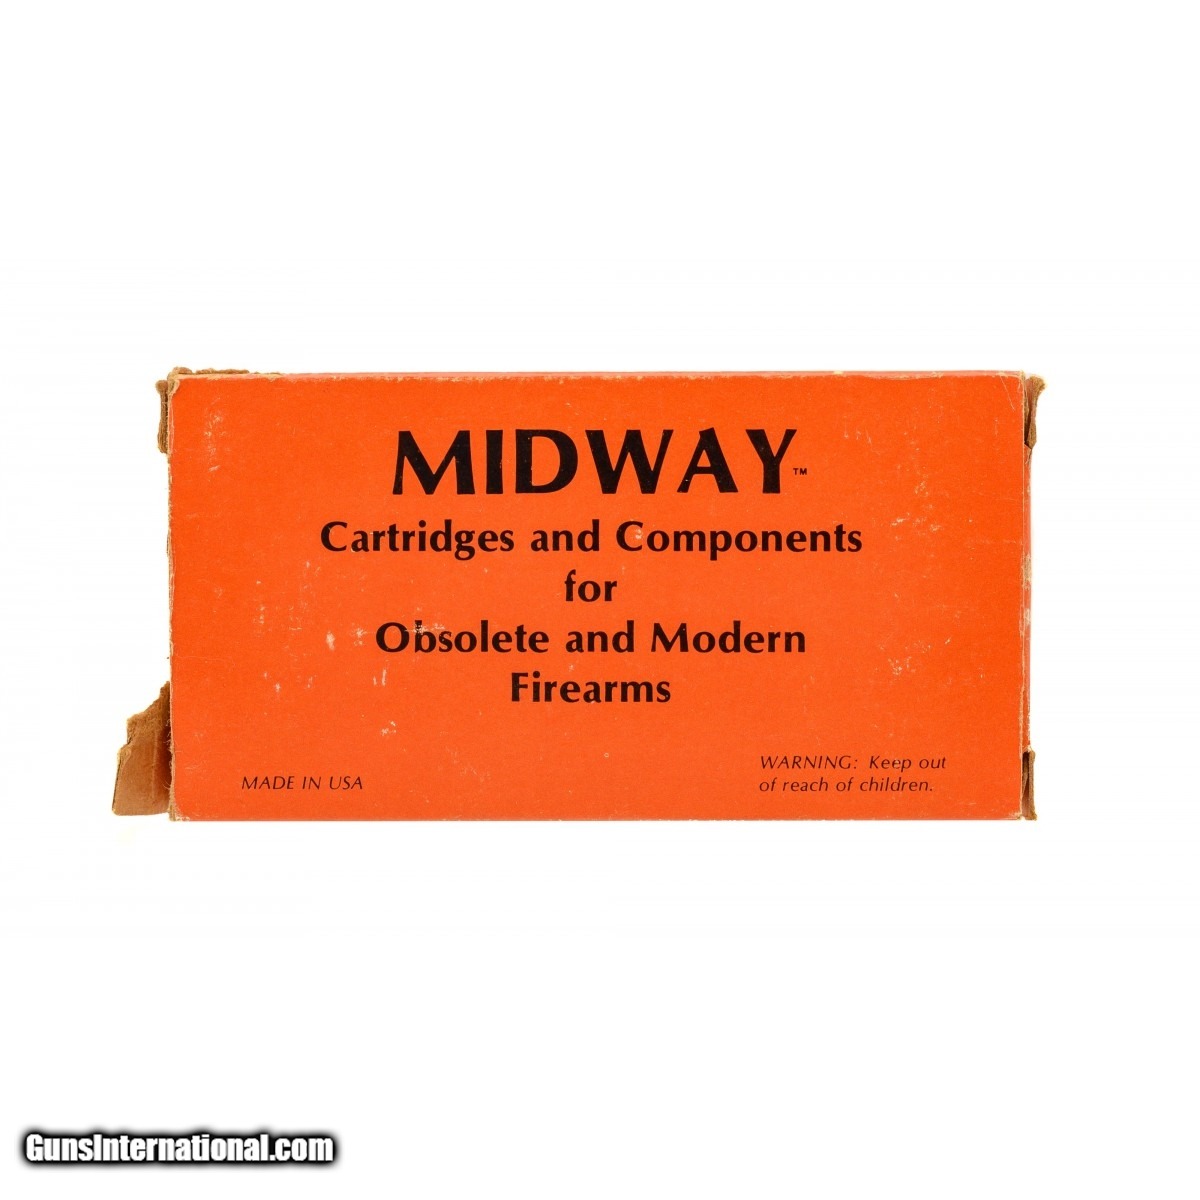 MIDWAY™
Cartridges and Components
for
Obsolete and Modern
Firearms
MADE IN USA
WARNING: Keep out
of reach of children.
GunsInternational.com